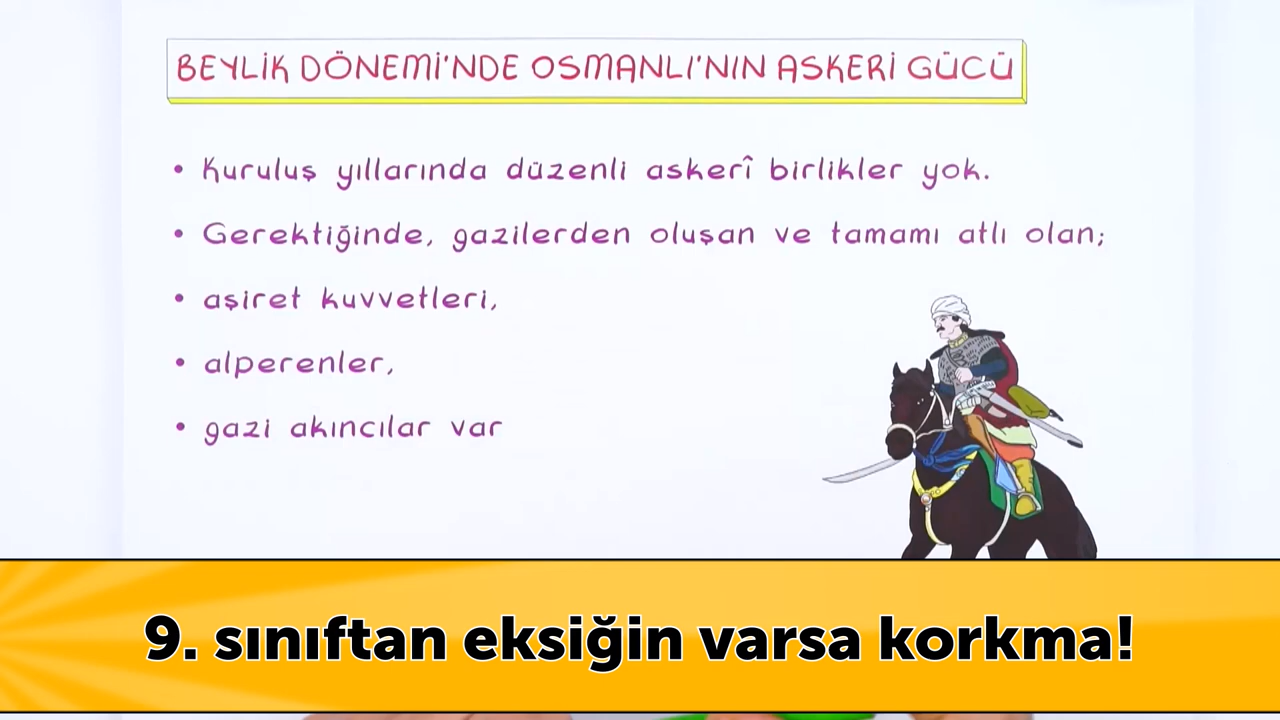 BEYLİK DÖNEMİ'NDE OSMANLI'NIN ASKERİ GÜCÜ
• Kuruluş yıllarında düzenli askerî birlikler yok.
• Gerektiğinde, gazilerden oluşan ve tamamı atlı olan;
• aşiret kuvvetleri,
• alperenler,
• gazi akıncılar var
9. sınıftan eksiğin varsa korkma!